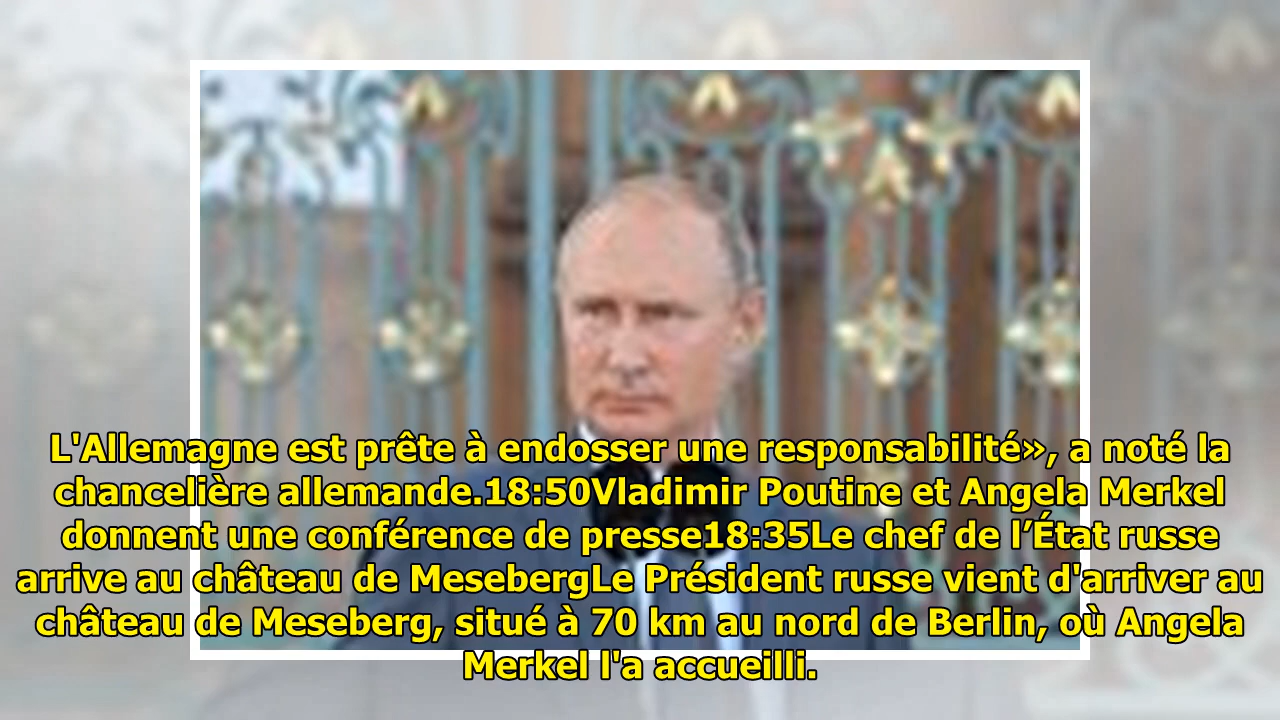 L'Allemagne est prête à endosser une responsabilité», a noté la
chancelière allemande.18:50Vladimir Poutine et Angela Merkel
donnent une conférence de presse18:35Le chef de l’État russe
arrive au château de MesebergLe Président russe vient d'arriver au
château de Meseberg, situé à 70 km au nord de Berlin, où Angela
Merkel l'a accueilli.